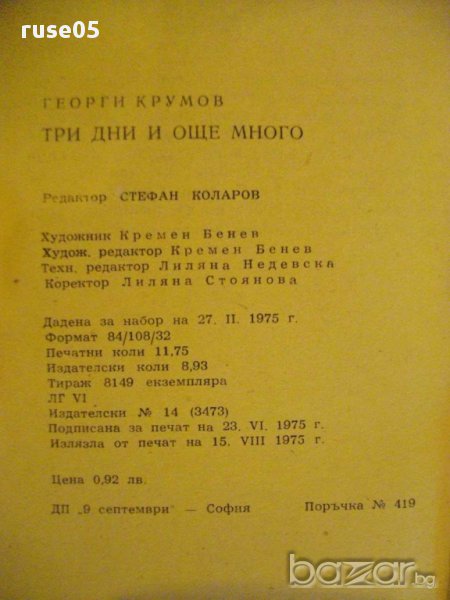 ruse05
ГЕОРГИ КРУМОВ
ТРИ ДНИ И ОЩЕ МНОГО
Редактор СТЕФАН КОЛАРОВ
Художник Кремен Бенев
Худож. редактор Кремен Бенев
Техн. редактор Лиляна Недевска
Коректор Лиляна Стоянова
Дадена за набор на 27. II. 1975 г.
Формат 84/108/32
Печатни коли 11,75
Издателски коли 8,93
Тираж 8149 екземпляра
ЛГ VI
Издателски № 14 (3473)
Подписана за печат на 23. VI. 1975 г.
Излязла от печат на 15. VIII 1975 г.
Цена 0,92 лв.
ДП „9 септември" — София Поръчка № 419
bazar.bg